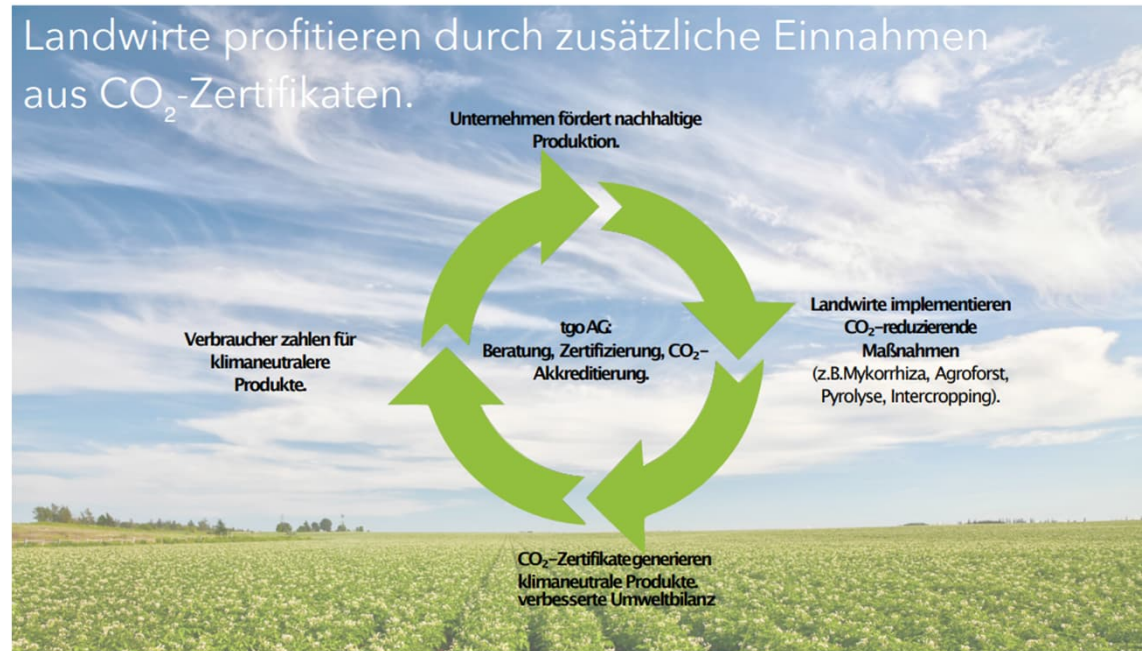 Landwirte profitieren durch zusätzliche Einnahmen
aus CO₂-Zertifikaten.
Unternehmen fördert nachhaltige
Produktion.
Landwirte implementieren
CO₂-reduzierende
Maßnahmen
(z.B.Mykorrhiza, Agroforst,
Pyrolyse, Intercropping).
CO₂-Zertifikate generieren
klimaneutrale Produkte.
verbesserte Umweltbilanz
Verbraucher zahlen für
klimaneutralere
Produkte.
tgo AG:
Beratung, Zertifizierung, CO₂-
Akkreditierung.